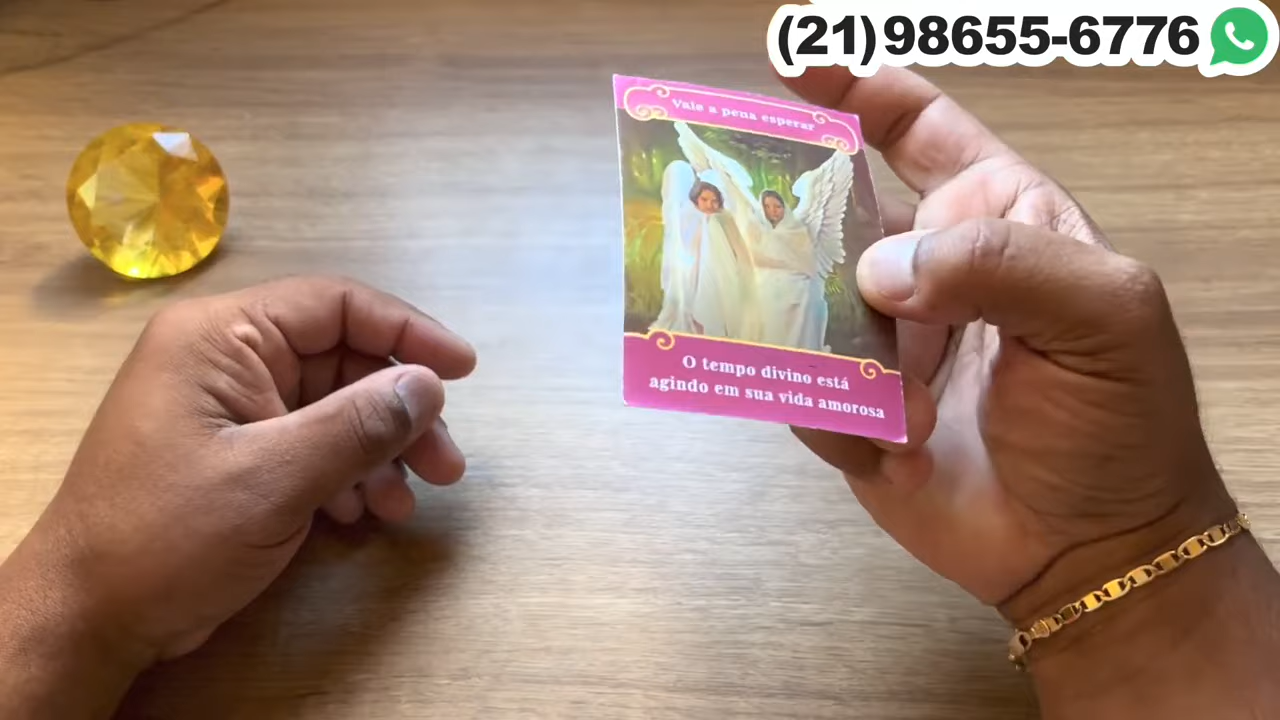 (21)98655-6776
Vale a pena esperar
O tempo divino está
agindo em sua vida amorosa